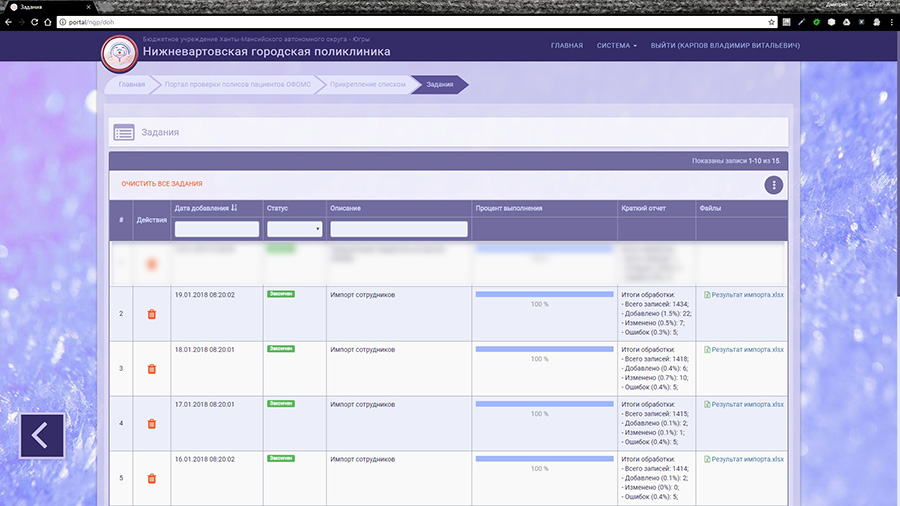 Задания
Дмитрий
portal/ngp/doh
Бюджетное учреждение Ханты-Мансийского автономного округа - Югры
Нижневартовская городская поликлиника
ГЛАВНАЯ СИСТЕМА ВЫЙТИ (КАРПОВ ВЛАДИМИР ВИТАЛЬЕВИЧ)
Главная Портал проверки полисов пациентов ОФОМС Прикрепление списком Задания
Задания
Показаны записи 1-10 из 15.
ОЧИСТИТЬ ВСЕ ЗАДАНИЯ
# Действия Дата добавления Статус Описание Процент выполнения Краткий отчет Файлы
2 19.01.2018 08:20:02 Закончен Импорт сотрудников 100 % Итоги обработки: Результат импорта.xlsx
- Всего записей: 1434;
- Добавлено (1.5%): 22;
- Изменено (0.5%): 7;
- Ошибок (0.3%): 5;
3 18.01.2018 08:20:01 Закончен Импорт сотрудников 100 % Итоги обработки: Результат импорта.xlsx
- Всего записей: 1418;
- Добавлено (0.4%): 6;
- Изменено (0.7%): 10;
- Ошибок (0.4%): 5;
4 17.01.2018 08:20:01 Закончен Импорт сотрудников 100 % Итоги обработки: Результат импорта.xlsx
- Всего записей: 1415;
- Добавлено (0.1%): 2;
- Изменено (0.1%): 1;
- Ошибок (0.4%): 5;
5 16.01.2018 08:20:02 Закончен Импорт сотрудников 100 % Итоги обработки: Результат импорта.xlsx
- Всего записей: 1414;
- Добавлено (0.1%): 2;
- Изменено (0%): 0;
- Ошибок (0.4%): 5;